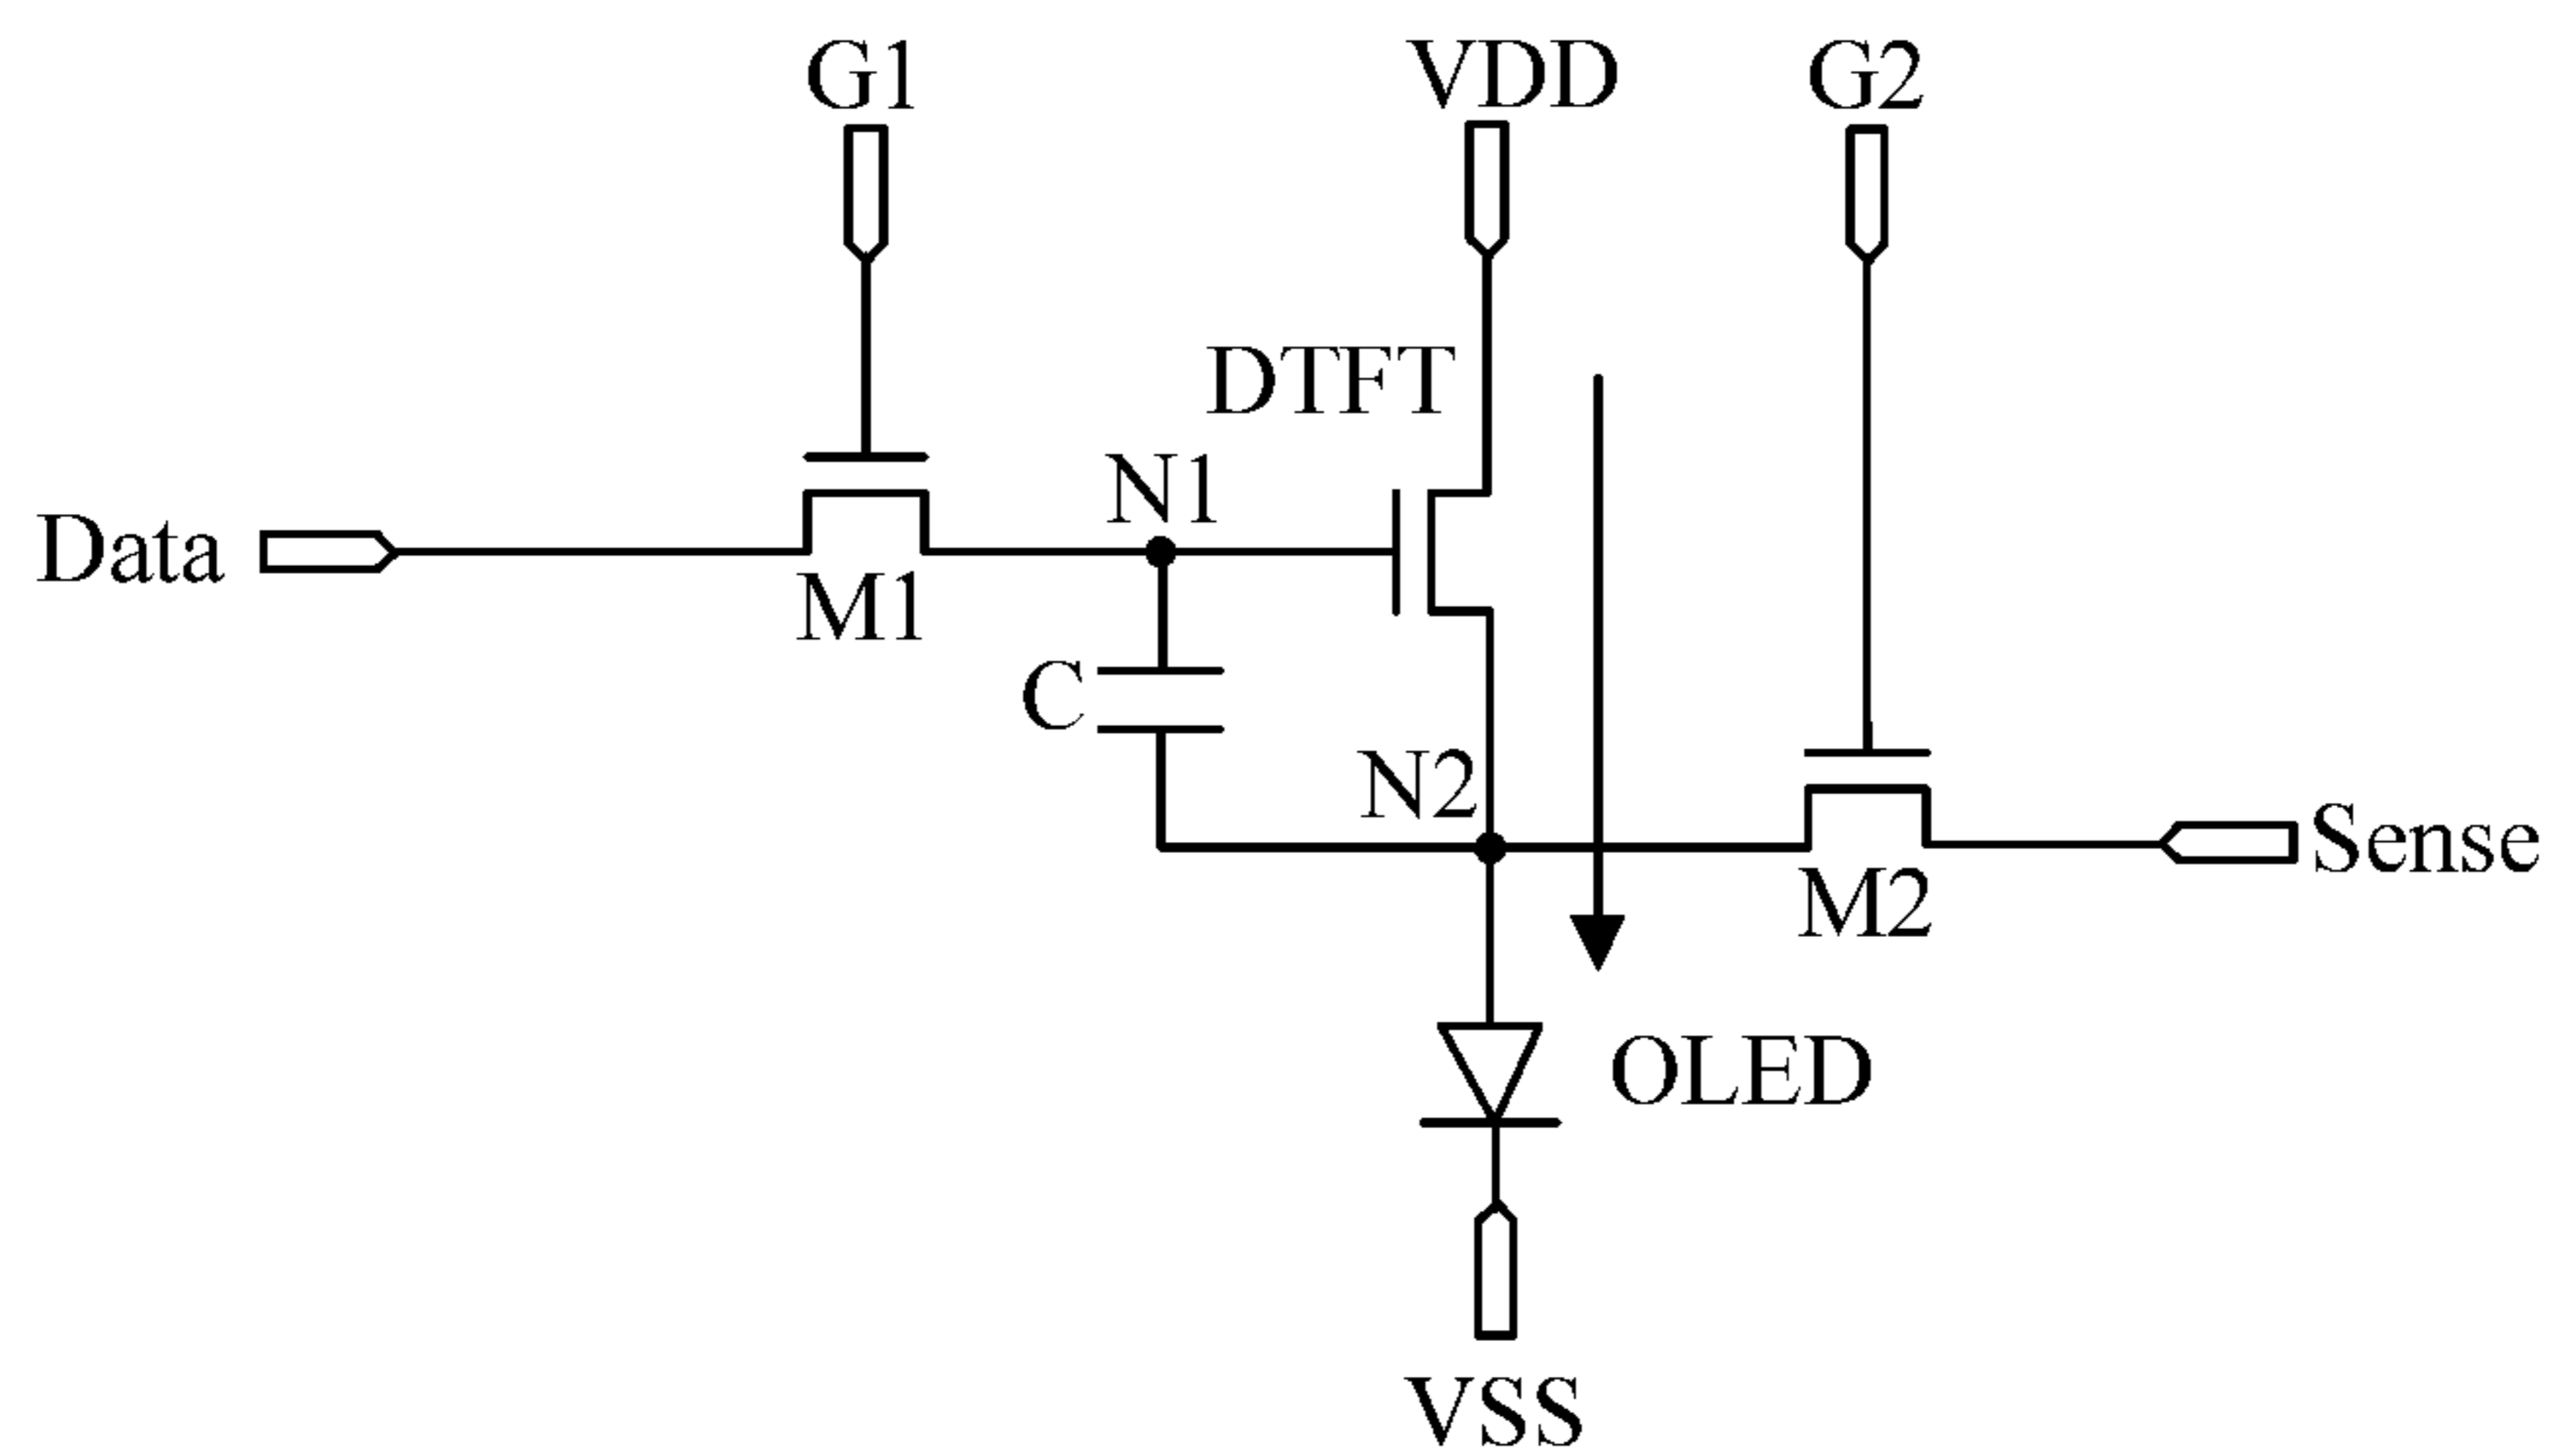 G1
VDD
G2
DTFT
N1
Data
M1
C
N2
Sense
M2
OLED
VSS